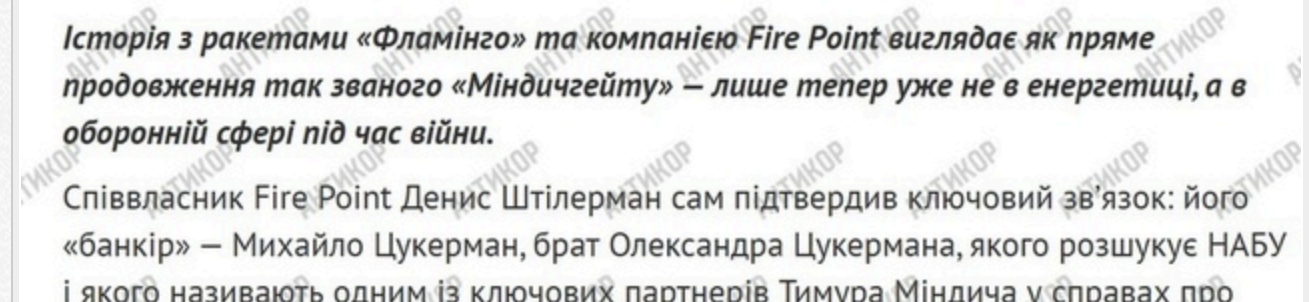 Історія з ракетами «Фламінго» та компанією Fire Point виглядає як пряме
продовження так званого «Міндичгейту» — лише тепер уже не в енергетиці, а в
оборонній сфері під час війни.
Співвласник Fire Point Денис Штілерман сам підтвердив ключовий зв’язок: його
«банкір» — Михайло Цукерман, брат Олександра Цукермана, якого розшукує НАБУ
і якого називають одним із ключових партнерів Тимура Міндича у справах про
АНТИКОР